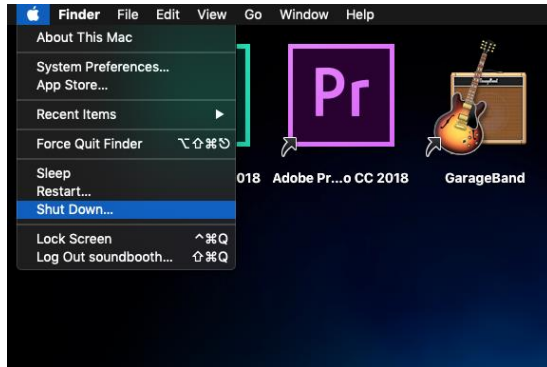 Finder File Edit View Go Window Help
About This Mac
System Preferences...
App Store...
Recent Items ▶
Force Quit Finder ⌥⇧⌘⎋
Sleep
Restart...
Shut Down...
Lock Screen ^⌘Q
Log Out soundbooth... ⇧⌘Q
Pr
018 Adobe Pr...o CC 2018 GarageBand